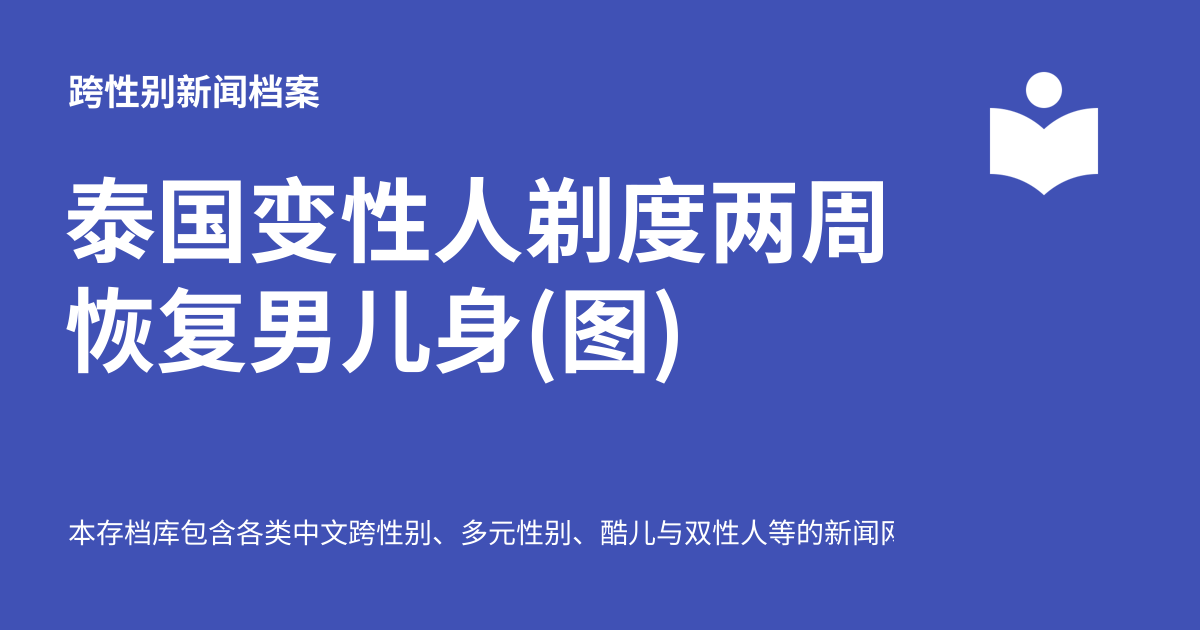 跨性别新闻档案
泰国变性人剃度两周
恢复男儿身(图)
本存档库包含各类中文跨性别、多元性别、酷儿与双性人等的新闻